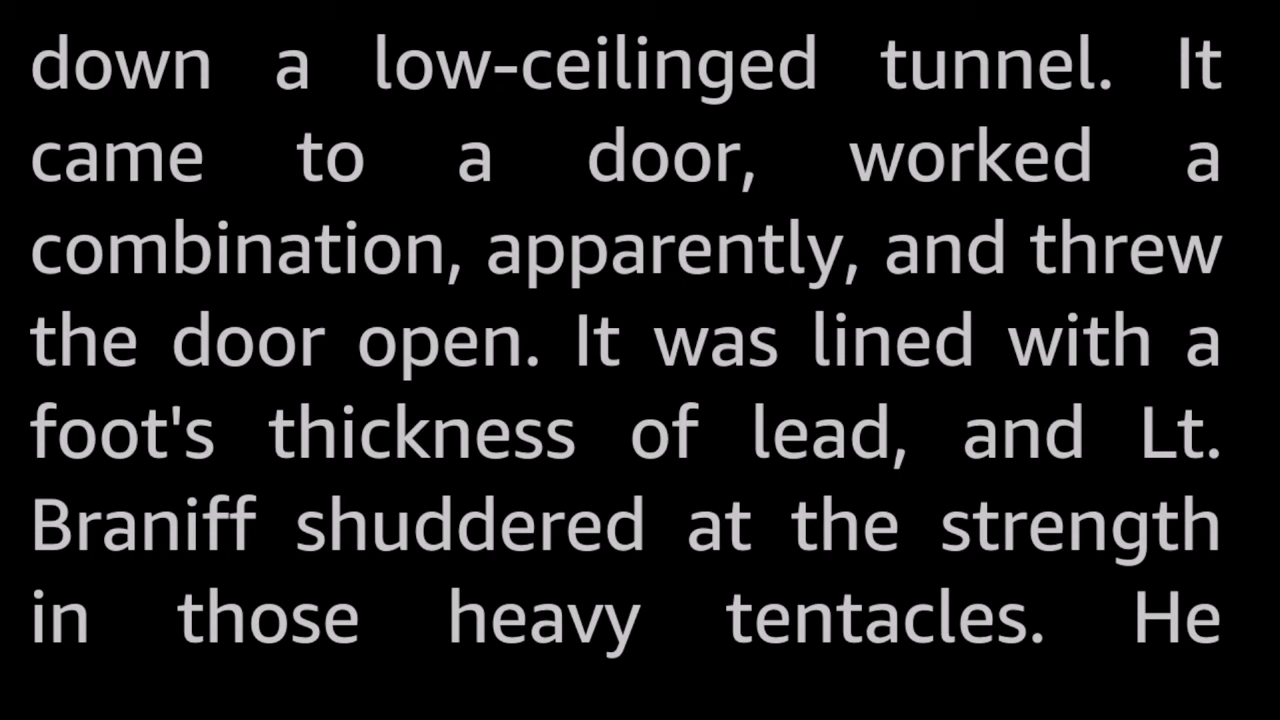 down a low-ceilinged tunnel. It
came to a door, worked a
combination, apparently, and threw
the door open. It was lined with a
foot's thickness of lead, and Lt.
Braniff shuddered at the strength
in those heavy tentacles. He